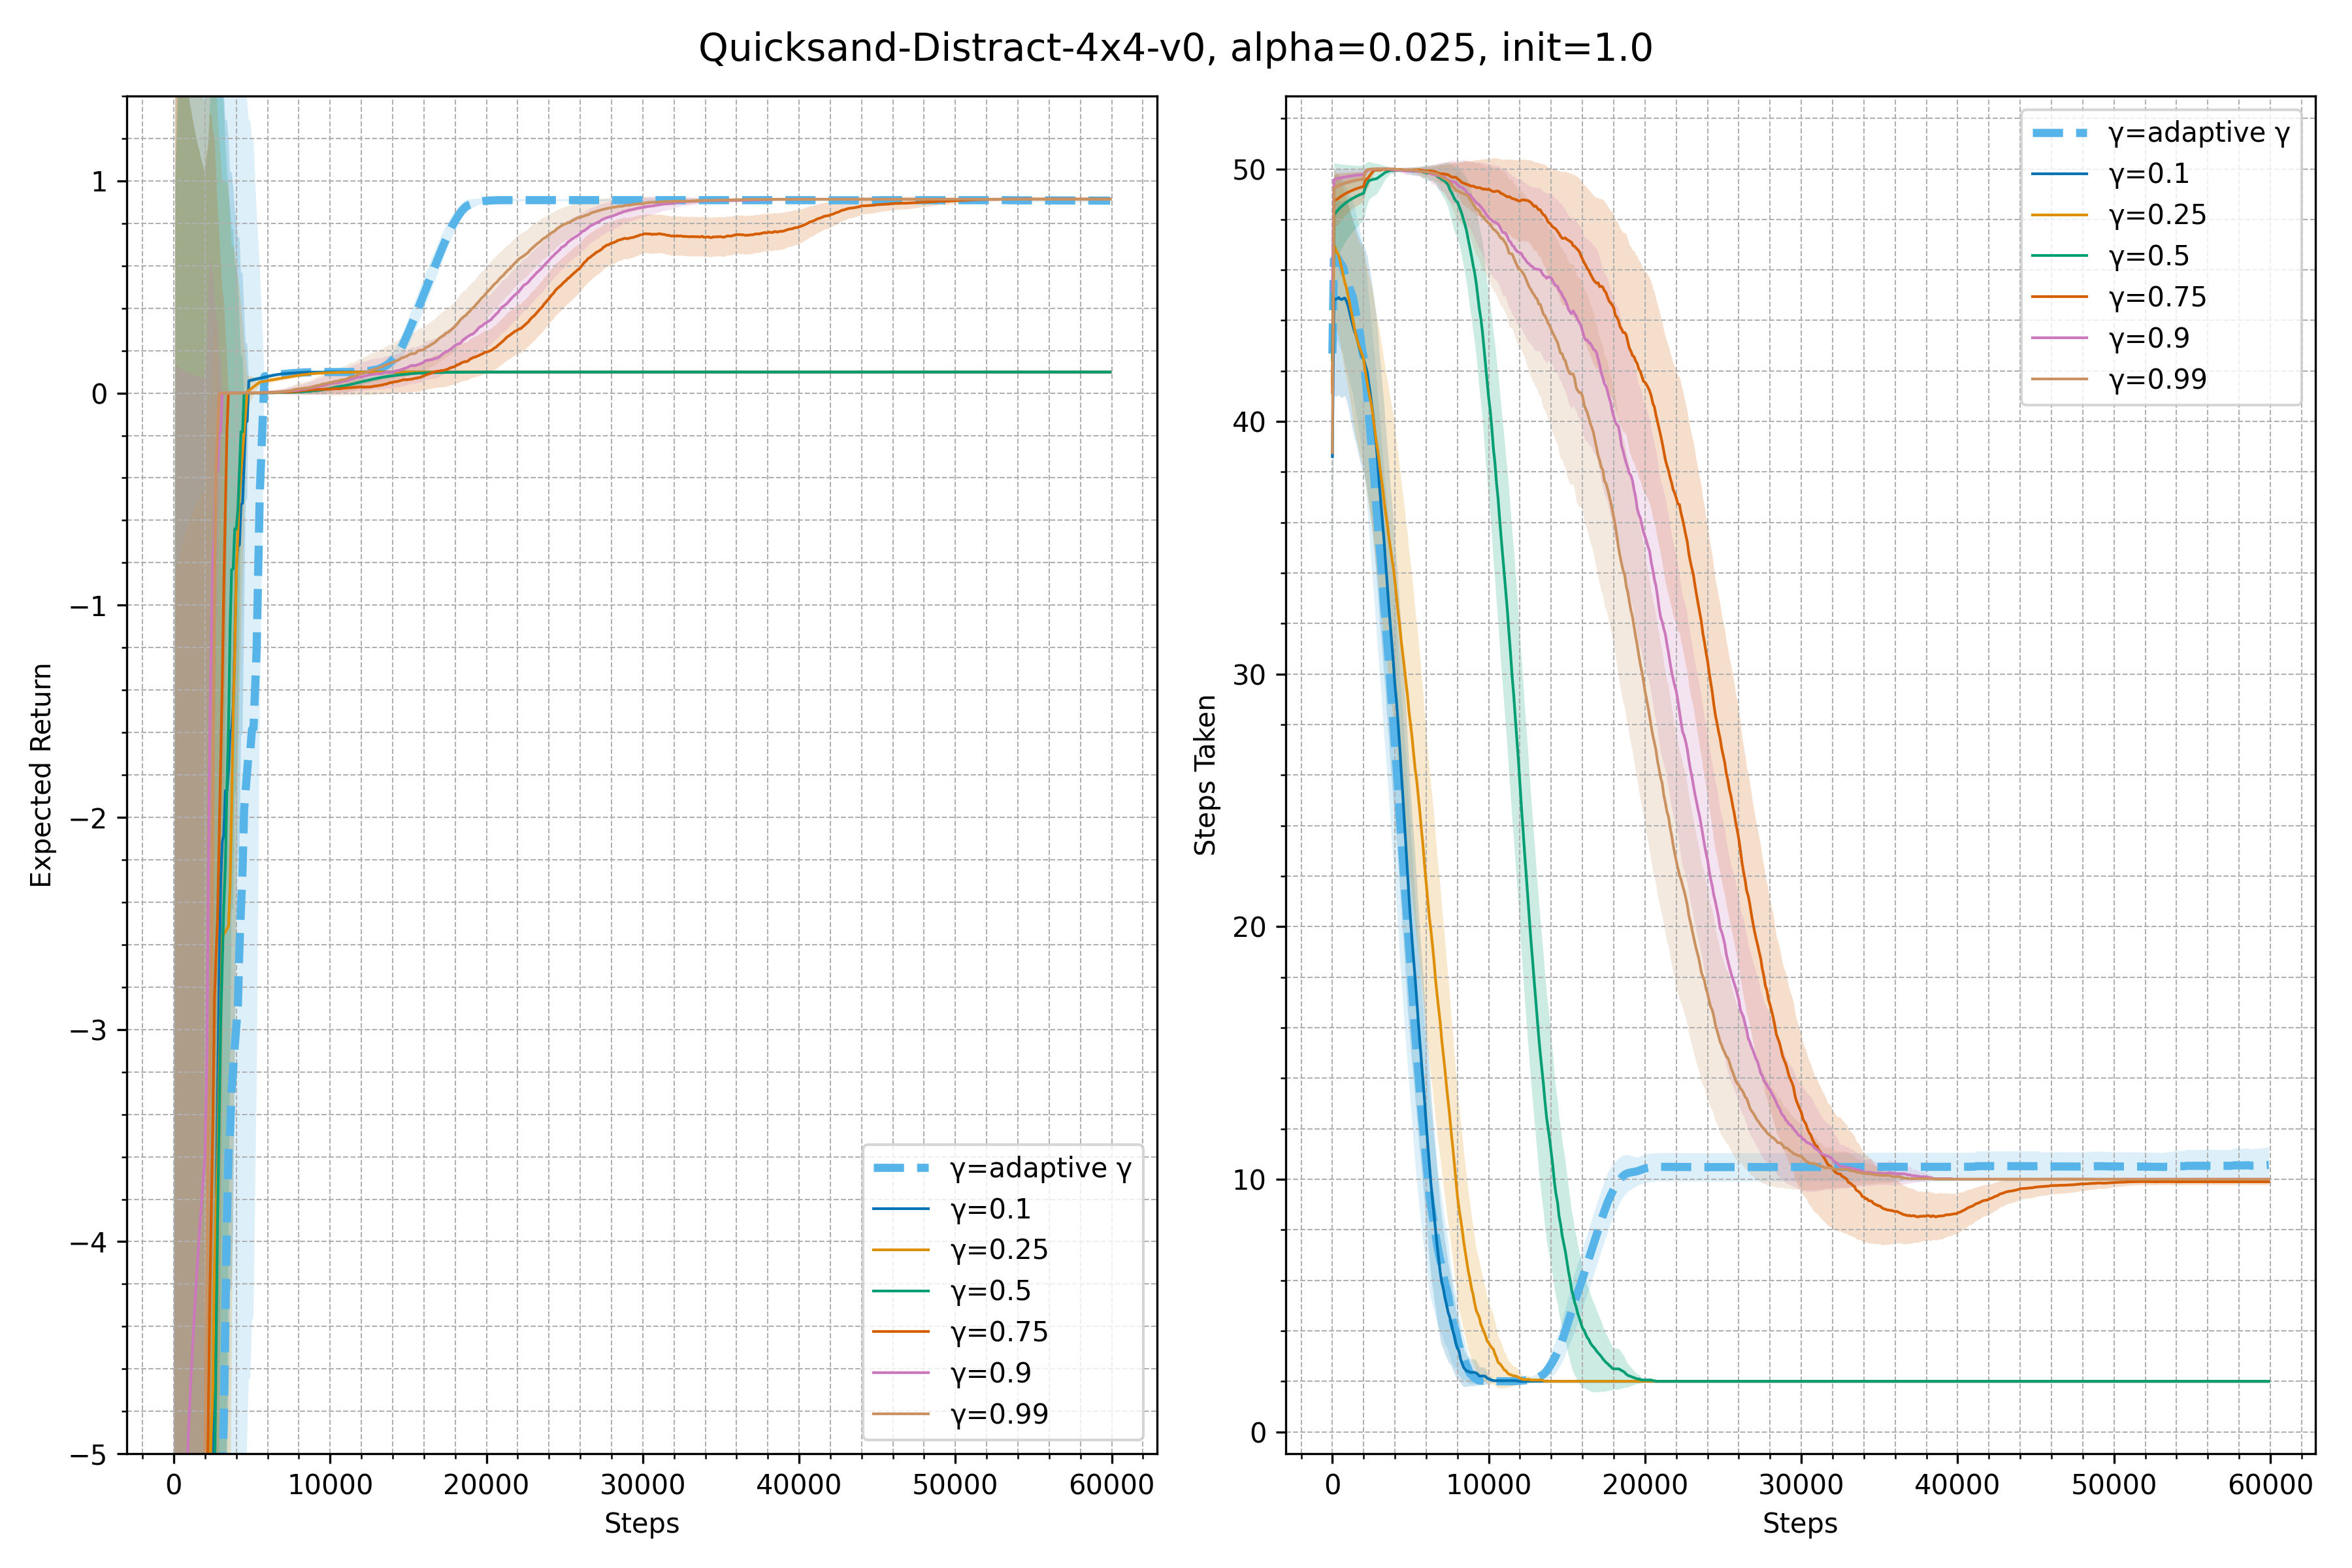 Quicksand-Distract-4x4-v0, alpha=0.025, init=1.0
Expected Return
1
0
−1
−2
−3
−4
−5
0 10000 20000 30000 40000 50000 60000
Steps
γ=adaptive γ
γ=0.1
γ=0.25
γ=0.5
γ=0.75
γ=0.9
γ=0.99
Steps Taken
50
40
30
20
10
0
0 10000 20000 30000 40000 50000 60000
Steps
γ=adaptive γ
γ=0.1
γ=0.25
γ=0.5
γ=0.75
γ=0.9
γ=0.99